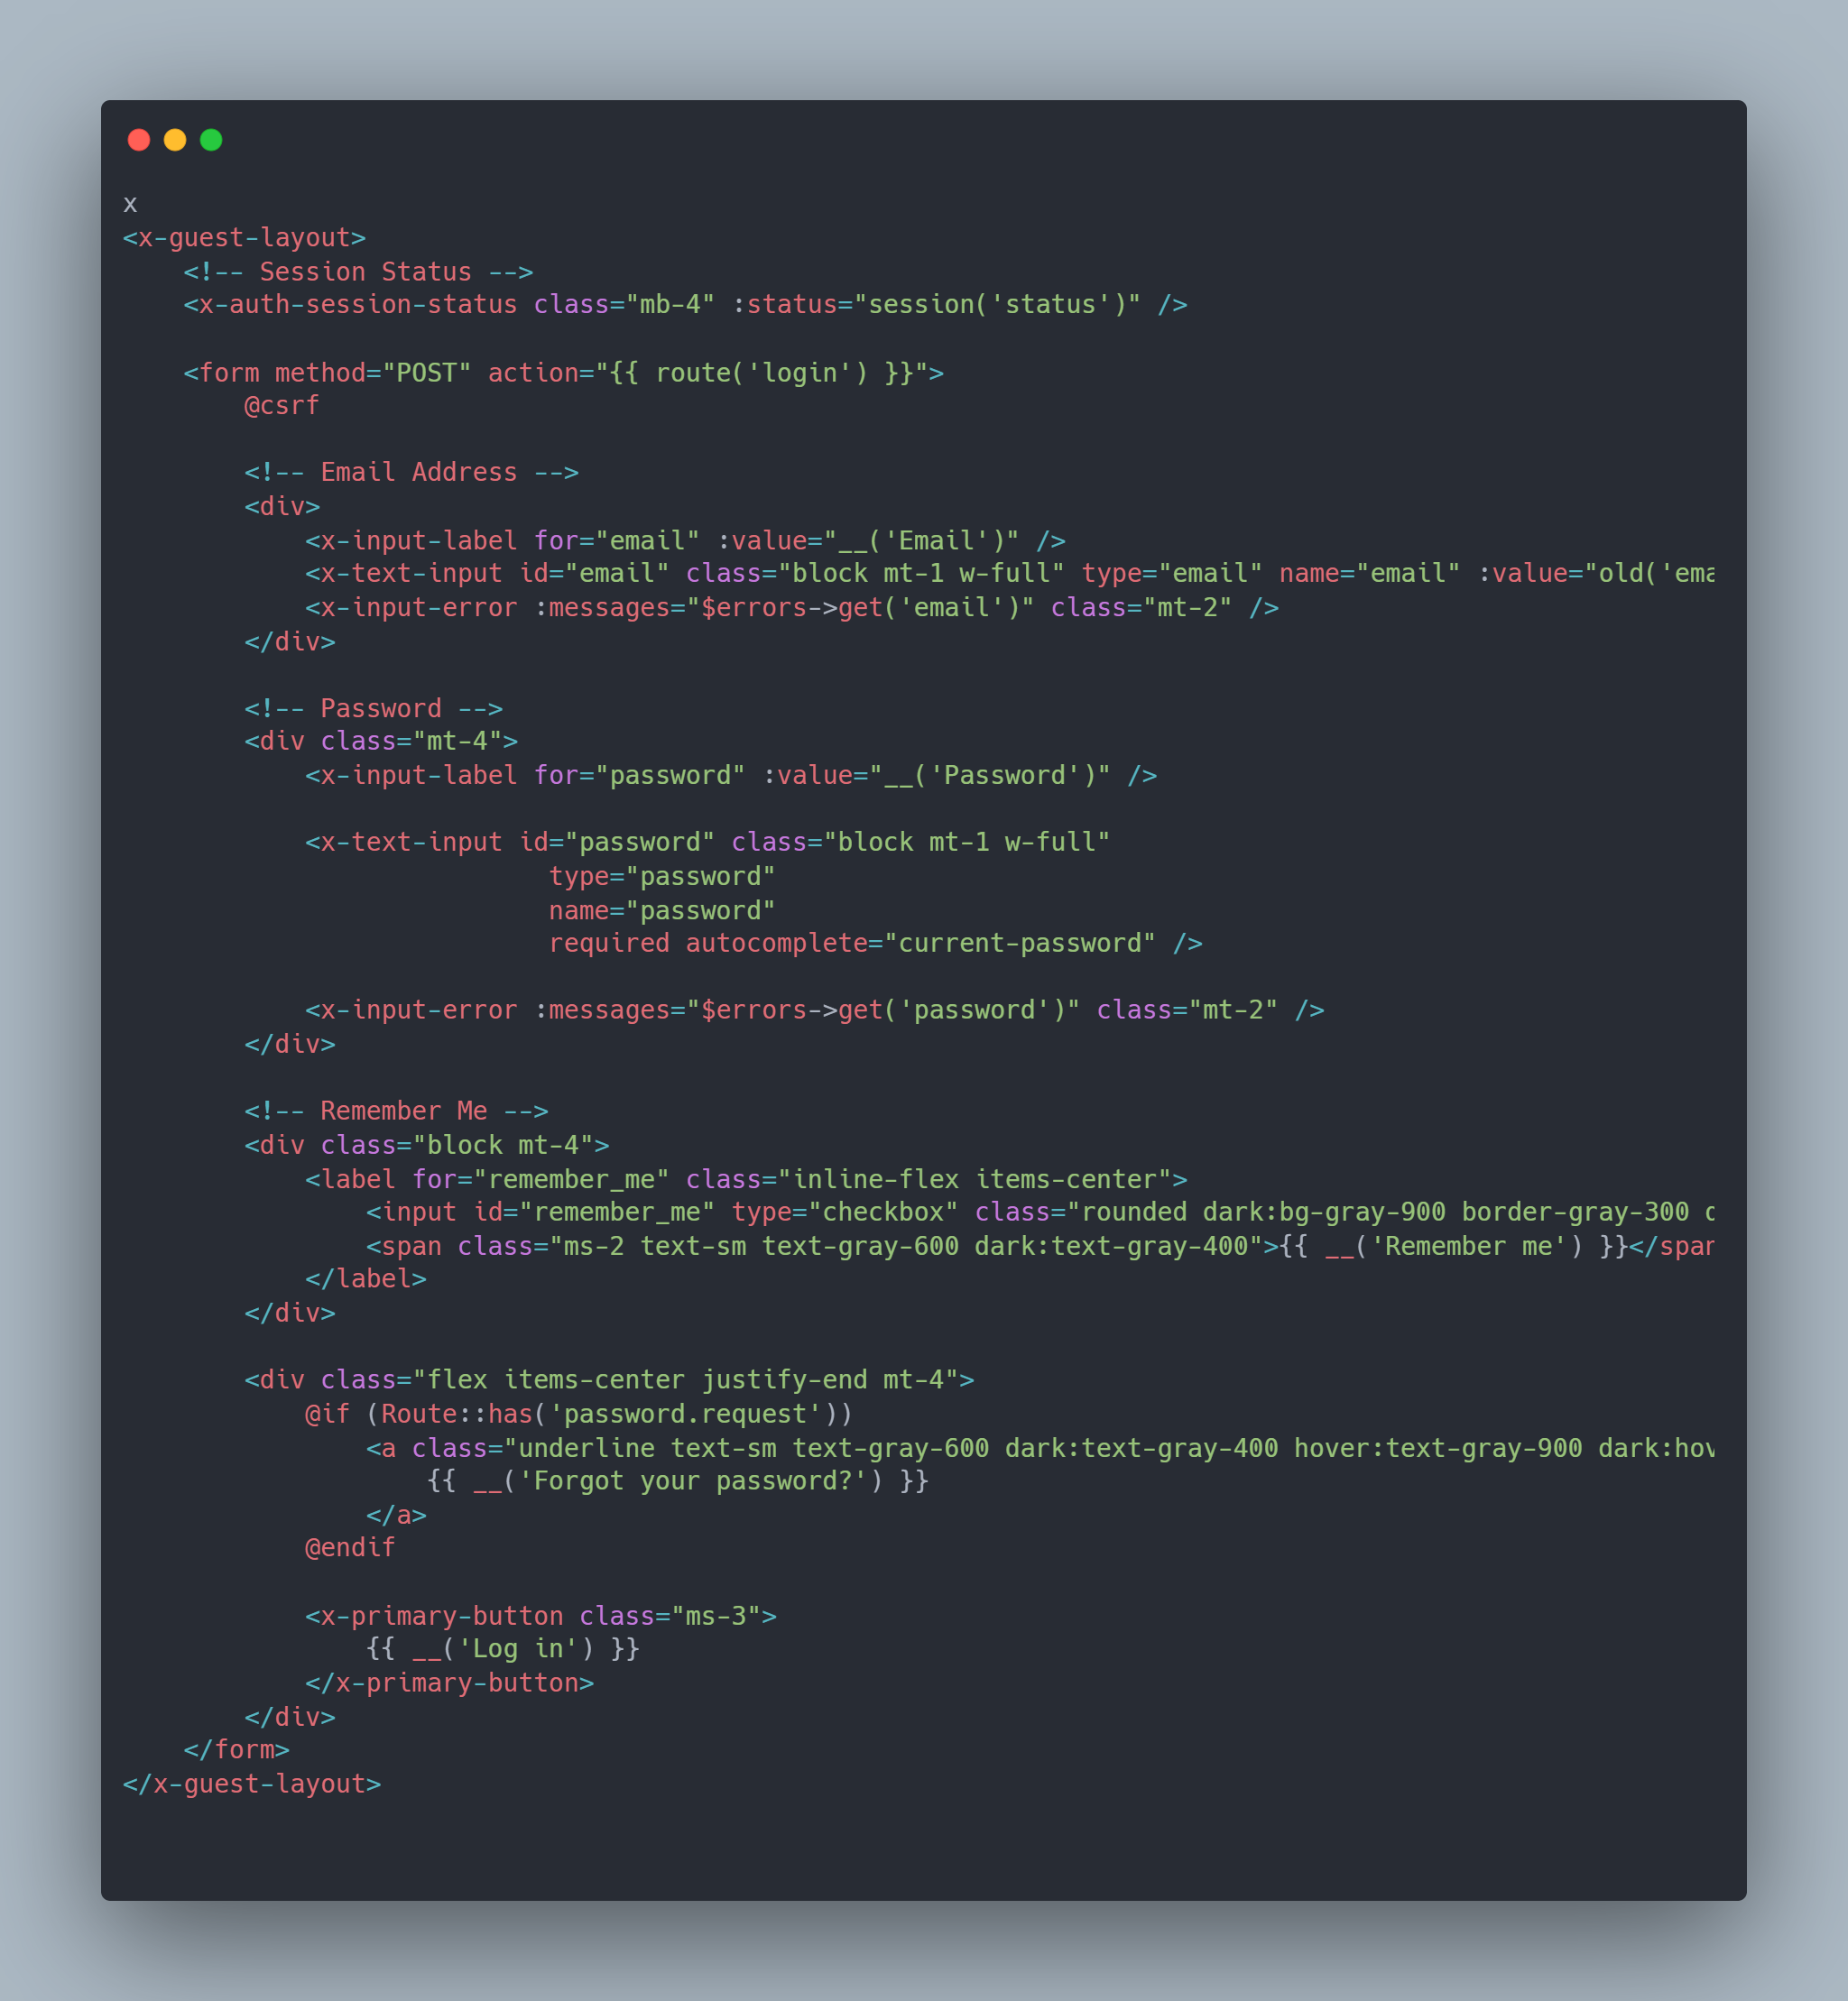 x
<x-guest-layout>
    <!-- Session Status -->
    <x-auth-session-status class="mb-4" :status="session('status')" />

    <form method="POST" action="{{ route('login') }}">
        @csrf

        <!-- Email Address -->
        <div>
            <x-input-label for="email" :value="__('Email')" />
            <x-text-input id="email" class="block mt-1 w-full" type="email" name="email" :value="old('ema
            <x-input-error :messages="$errors->get('email')" class="mt-2" />
        </div>

        <!-- Password -->
        <div class="mt-4">
            <x-input-label for="password" :value="__('Password')" />

            <x-text-input id="password" class="block mt-1 w-full"
                            type="password"
                            name="password"
                            required autocomplete="current-password" />

            <x-input-error :messages="$errors->get('password')" class="mt-2" />
        </div>

        <!-- Remember Me -->
        <div class="block mt-4">
            <label for="remember_me" class="inline-flex items-center">
                <input id="remember_me" type="checkbox" class="rounded dark:bg-gray-900 border-gray-300
                <span class="ms-2 text-sm text-gray-600 dark:text-gray-400">{{ __('Remember me') }}</span
            </label>
        </div>

        <div class="flex items-center justify-end mt-4">
            @if (Route::has('password.request'))
                <a class="underline text-sm text-gray-600 dark:text-gray-400 hover:text-gray-900 dark:hov
                    {{ __('Forgot your password?') }}
                </a>
            @endif

            <x-primary-button class="ms-3">
                {{ __('Log in') }}
            </x-primary-button>
        </div>
    </form>
</x-guest-layout>